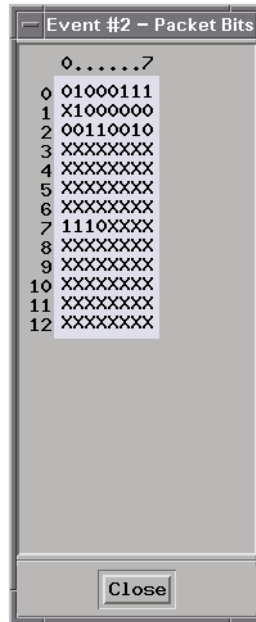 Event #2 – Packet Bits
0......7
0 01000111
1 X1000000
2 00110010
3 XXXXXXXX
4 XXXXXXXX
5 XXXXXXXX
6 XXXXXXXX
7 1110XXXX
8 XXXXXXXX
9 XXXXXXXX
10 XXXXXXXX
11 XXXXXXXX
12 XXXXXXXX
Close